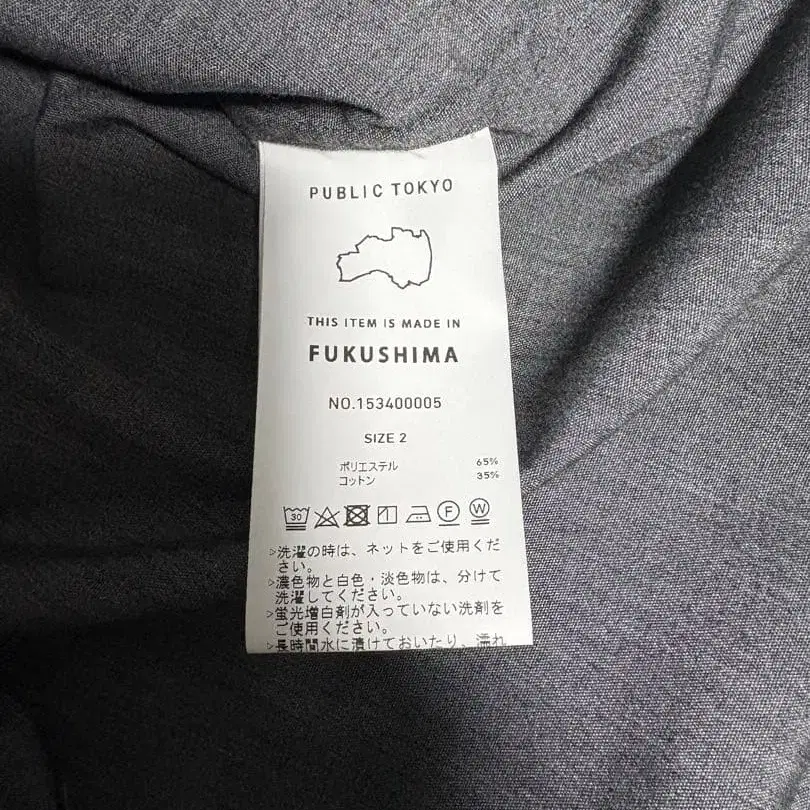 PUBLIC TOKYO
THIS ITEM IS MADE IN
FUKUSHIMA
NO.153400005
SIZE 2
ポリエステル 65%
コットン 35%
30 F W
▷洗濯の時は、ネットをご使用くだ
さい。
▷濃色物と白色・淡色物は、分けて
洗濯してください。
▷蛍光増白剤が入っていない洗剤を
ご使用ください。
▷長時間水に漬けておいたり、濡れ